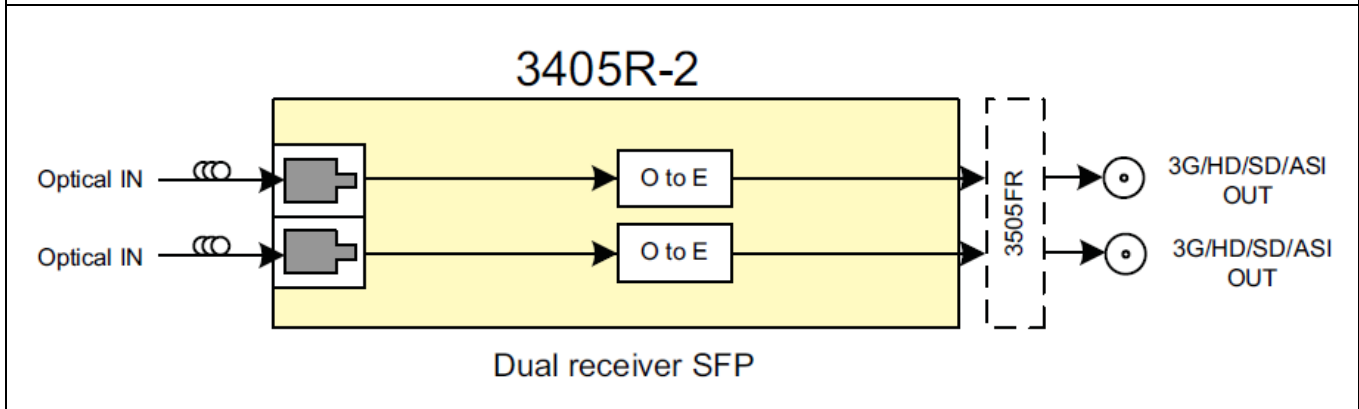 3405R-2
Optical IN
O to E
3G/HD/SD/ASI
OUT
Optical IN
O to E
3G/HD/SD/ASI
OUT
3505FR
Dual receiver SFP